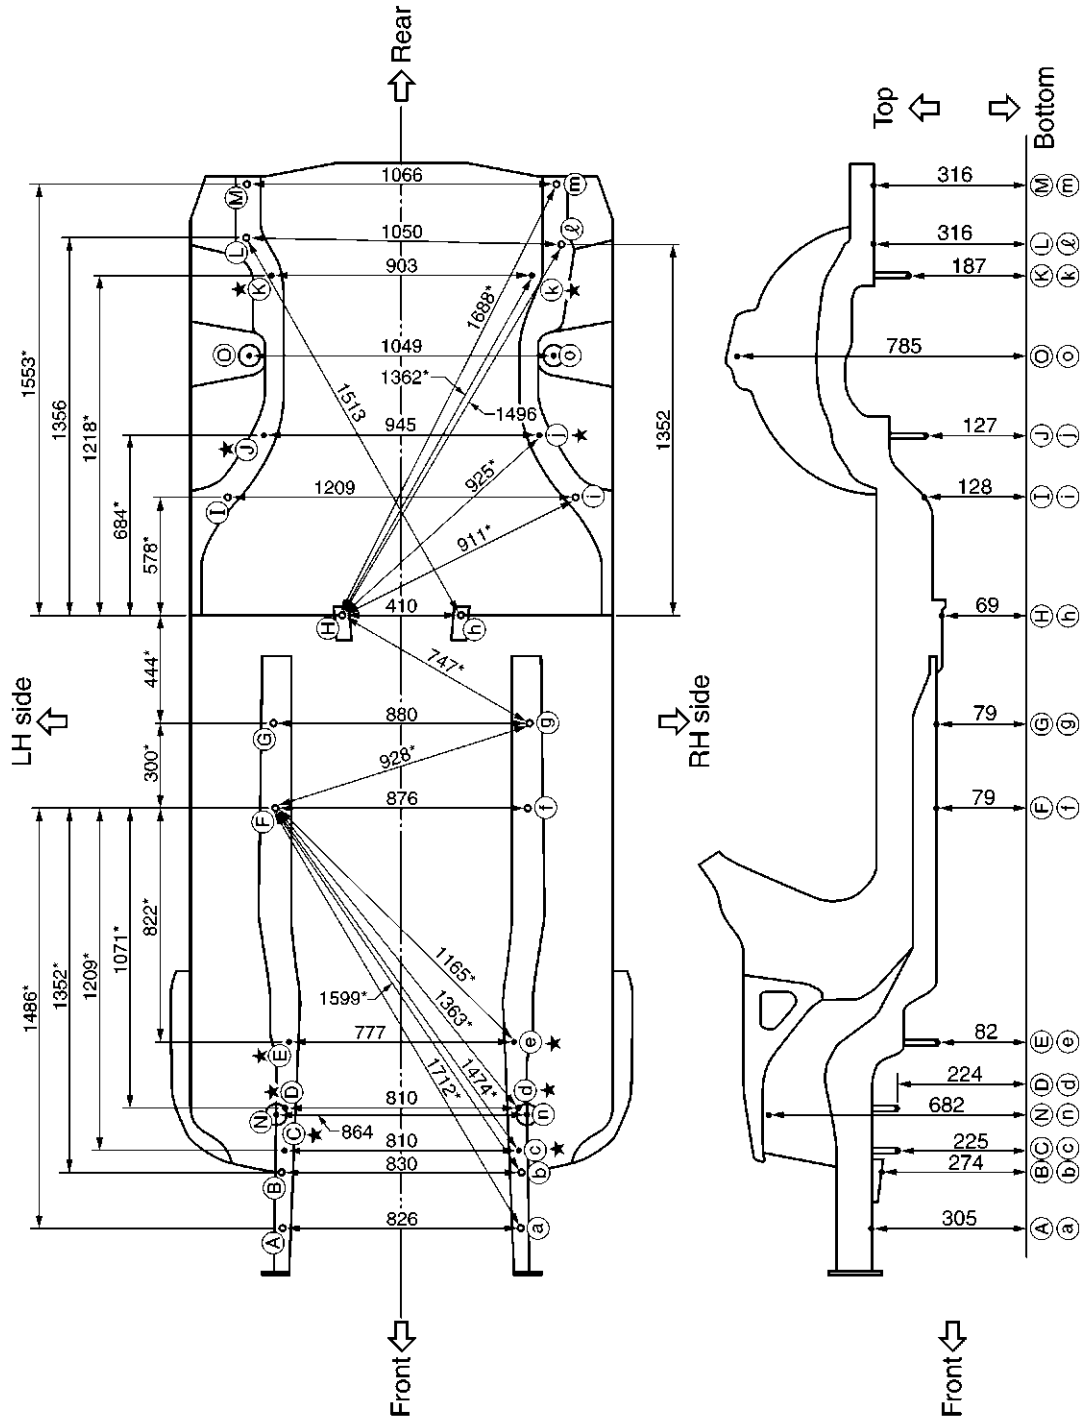 Rear
Front
LH side
RH side
1553*
1356
1218*
684*
578*
444*
300*
1486*
1352*
1209*
1071*
822*
1066
1050
903
1049
945
1209
410
880
876
777
810
864
810
830
826
1688*
1362*
1496
1513
925*
911*
747*
928*
1165*
1363*
1599*
1474*
1712*
1352
M
m
L
ℓ
★ K
k ★
O
o
★ J
j ★
I
i
H
h
G
g
F
f
★ E
e ★
★ D
d ★
N
n
C ★
c ★
B
b
A
a
Top
Bottom
Front
316 M m
316 L ℓ
187 K k
785 O o
127 J j
128 I i
69 H h
79 G g
79 F f
82 E e
224 D d
682 N n
225 C c
274 B b
305 A a